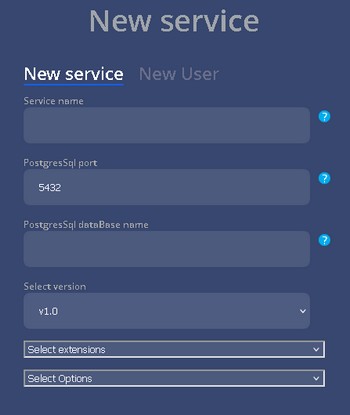 New service
New service New User
Service name
?
PostgresSql port
?
5432
PostgresSql dataBase name
?
Select version
v1.0
Select extensions
Select Options